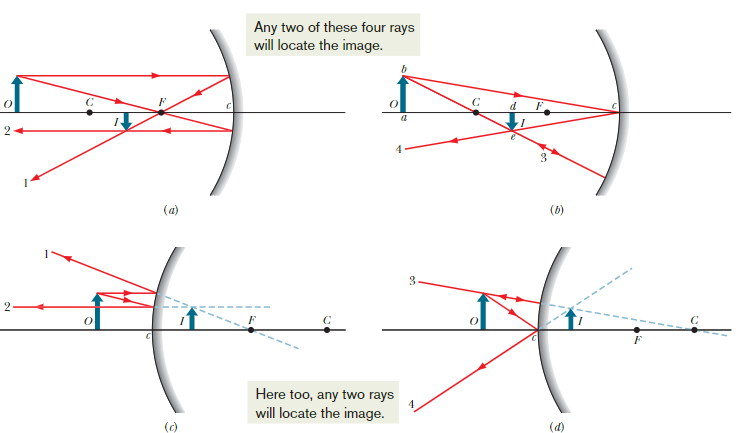 Any two of these four rays
will locate the image.
O
C
F
c
I
2
1
(a)
b
O
a
C
d
F
c
I
e
4
3
(b)
1
2
O
c
I
F
C
(c)
3
O
c
I
F
C
4
(d)
Here too, any two rays
will locate the image.